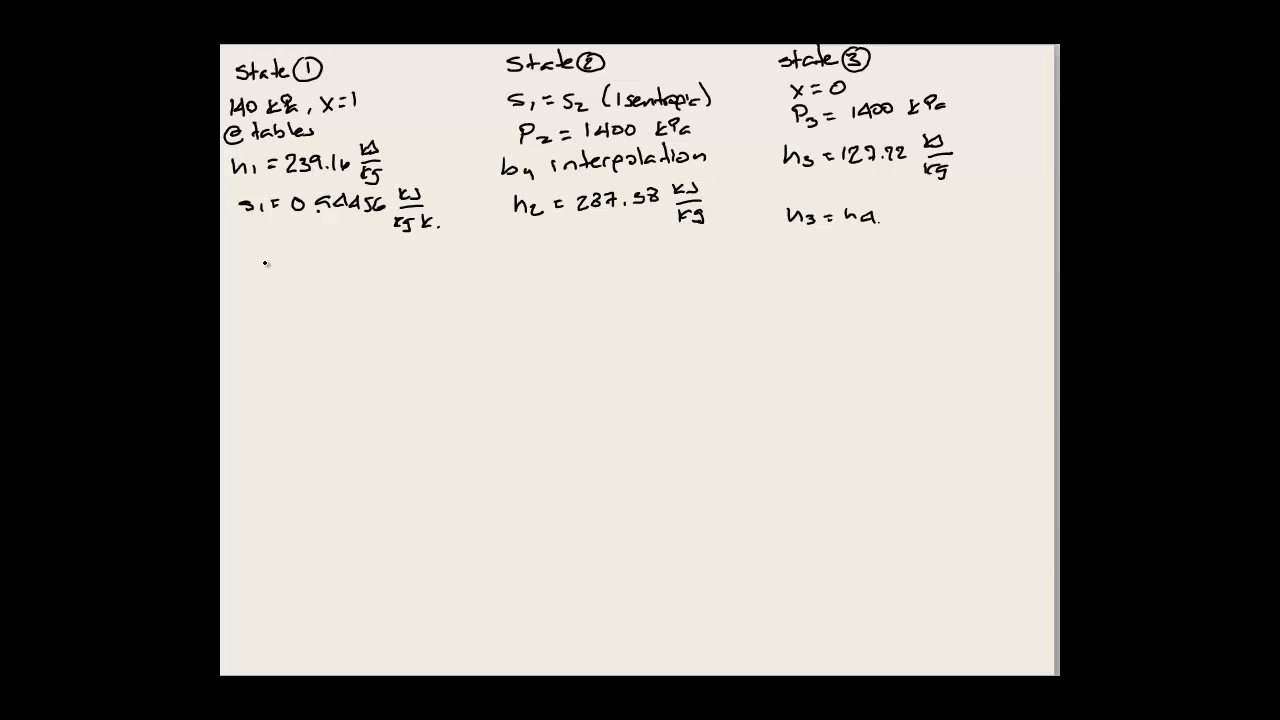 State ①
140 kPa, x=1
@ tables
h₁ = 239.16 kJ/kg
s₁ = 0.94456 kJ/kg K.
State ②
s₁ = s₂ (isentropic)
P₂ = 1400 kPa
by interpolation
h₂ = 287.58 kJ/kg
State ③
x = 0
P₃ = 1400 kPa
h₃ = 127.22 kJ/kg
h₃ = h4.